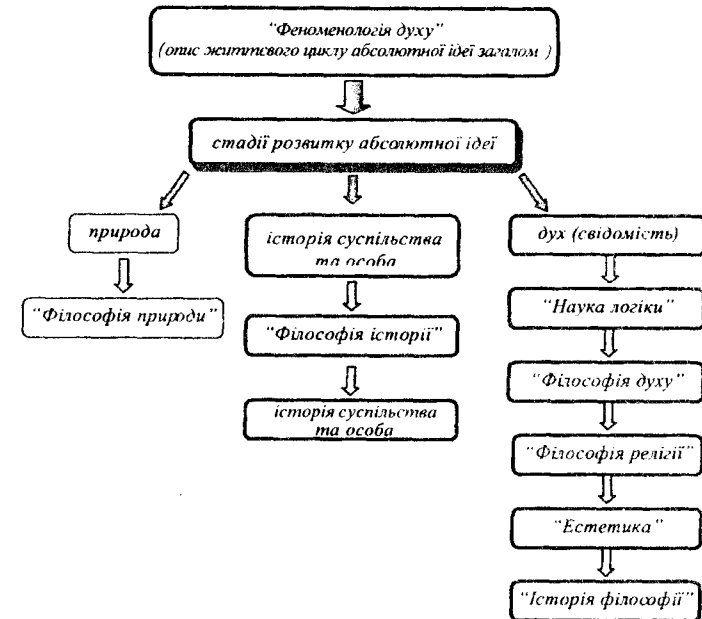 “Феноменологія духу”
(опис життєвого циклу абсолютної ідеї загалом )
стадії розвитку абсолютної ідеї
природа
“Філософія природи”
історія суспільства
та особа
“Філософія історії”
історія суспільства
та особа
дух (свідомість)
“Наука логіки”
“Філософія духу”
“Філософія релігії”
“Естетика”
“Історія філософії”